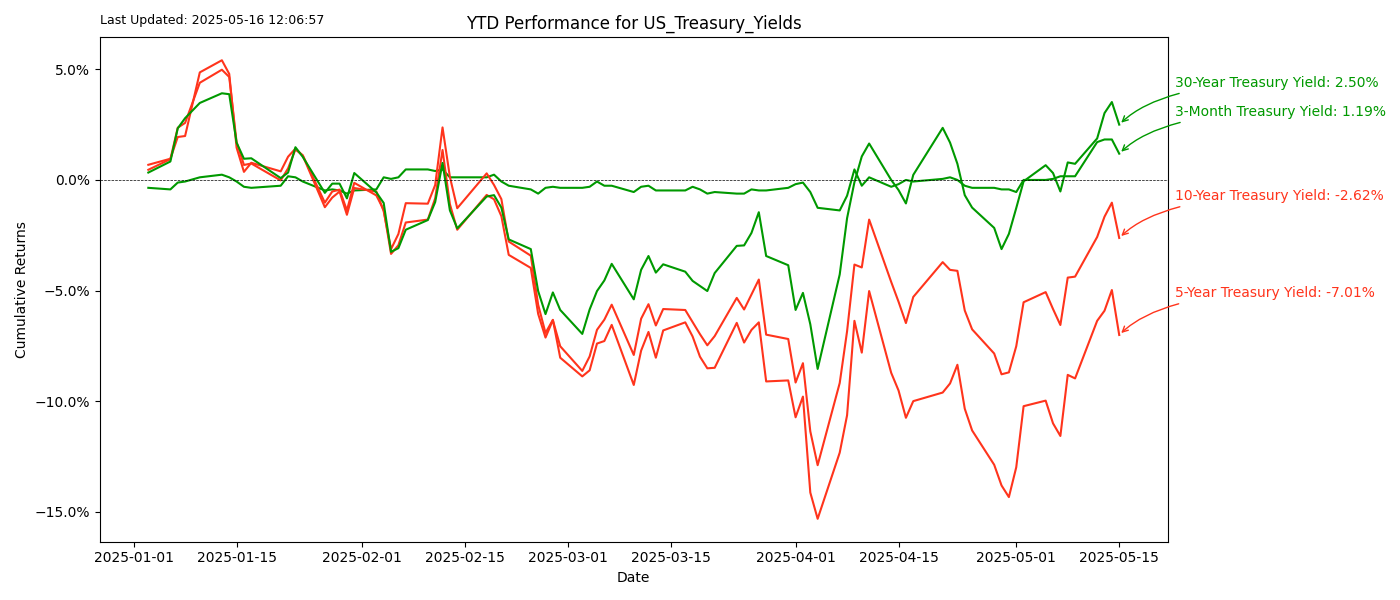 Last Updated: 2025-05-16 12:06:57
YTD Performance for US_Treasury_Yields
5.0%
0.0%
−5.0%
−10.0%
−15.0%
Cumulative Returns
30-Year Treasury Yield: 2.50%
3-Month Treasury Yield: 1.19%
10-Year Treasury Yield: -2.62%
5-Year Treasury Yield: -7.01%
2025-01-01
2025-01-15
2025-02-01
2025-02-15
2025-03-01
2025-03-15
2025-04-01
2025-04-15
2025-05-01
2025-05-15
Date